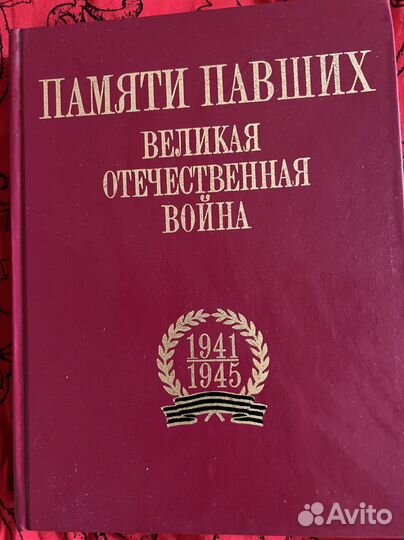 ПАМЯТИ ПАВШИХ
ВЕЛИКАЯ
ОТЕЧЕСТВЕННАЯ
ВОЙНА
1941
1945
Avito